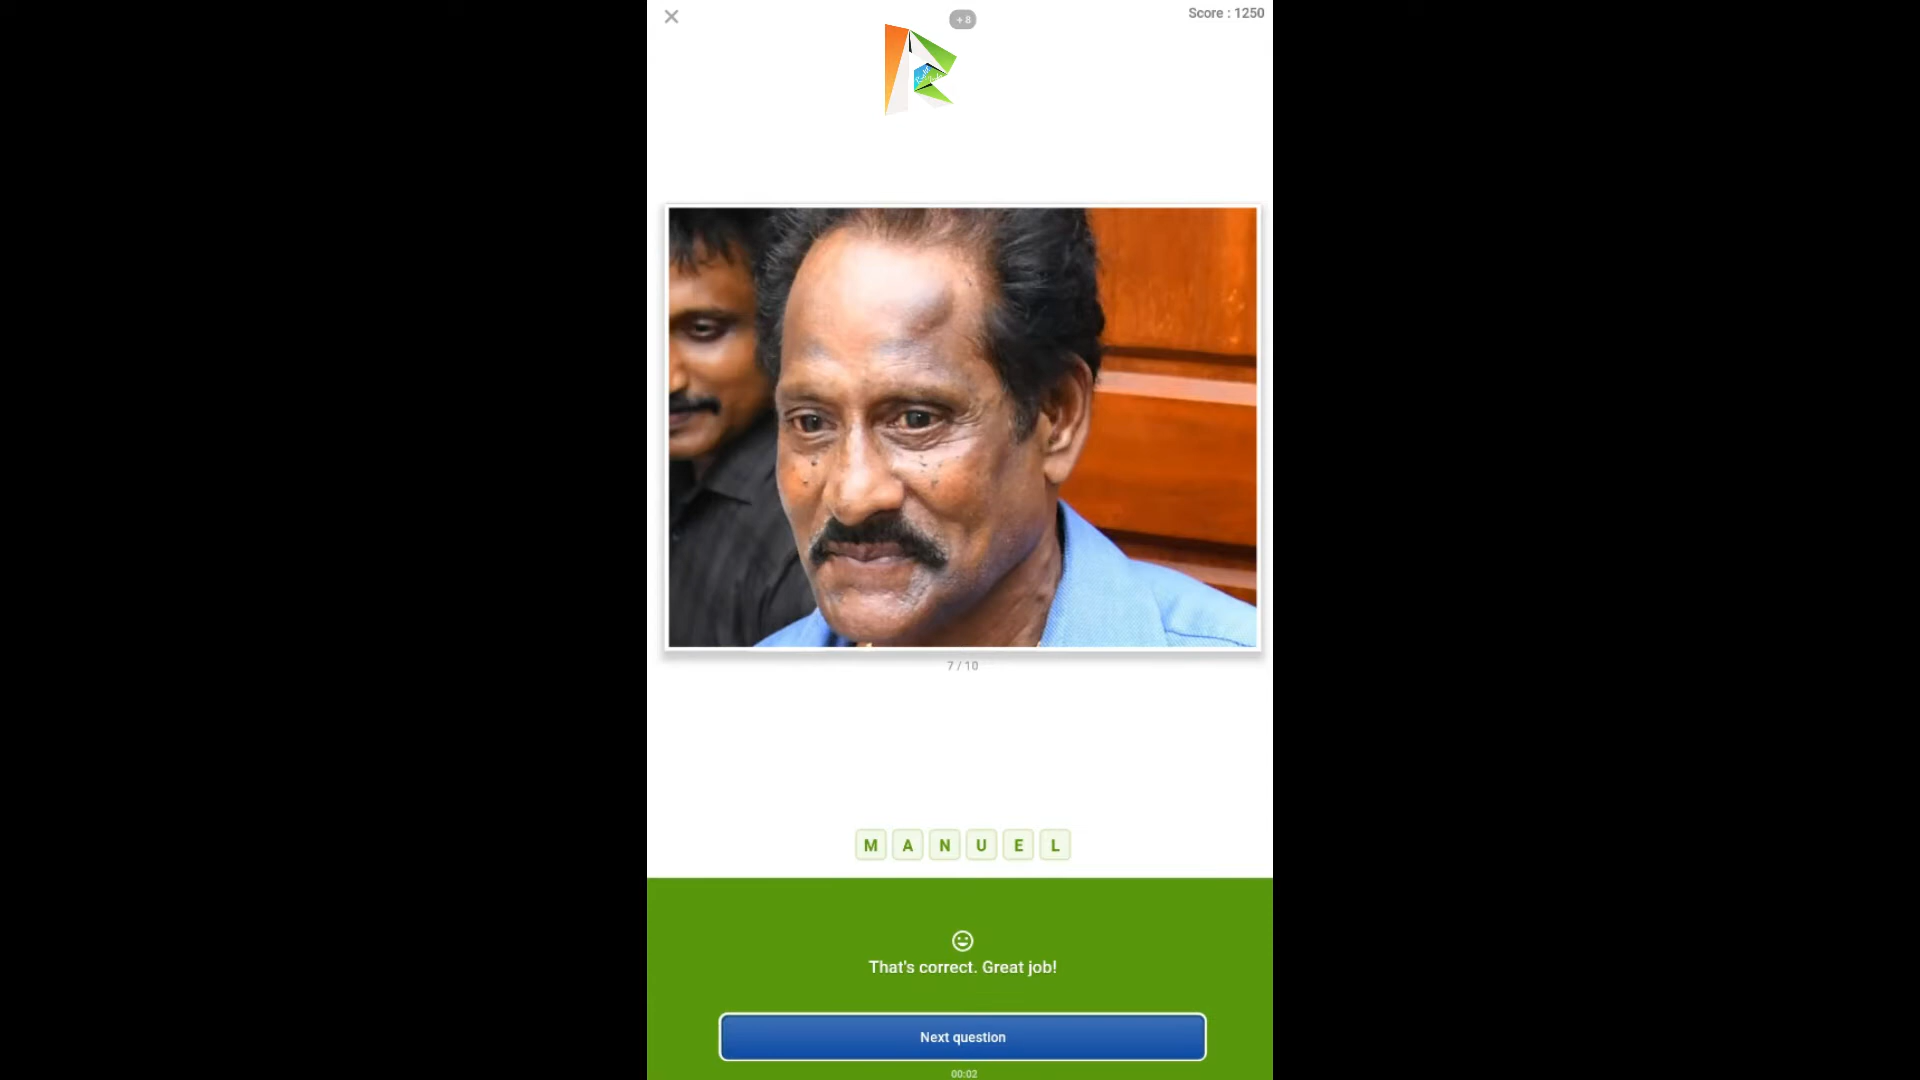 +8
Score : 1250
7 / 10
M A N U E L
That's correct. Great job!
Next question
00:02